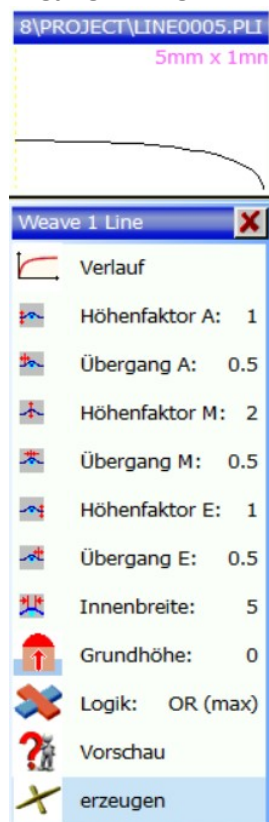 8\PROJECT\LINE0005.PLI
5mm x 1mm
Weave 1 Line
Verlauf
Höhenfaktor A: 1
Übergang A: 0.5
Höhenfaktor M: 2
Übergang M: 0.5
Höhenfaktor E: 1
Übergang E: 0.5
Innenbreite: 5
Grundhöhe: 0
Logik: OR (max)
Vorschau
erzeugen